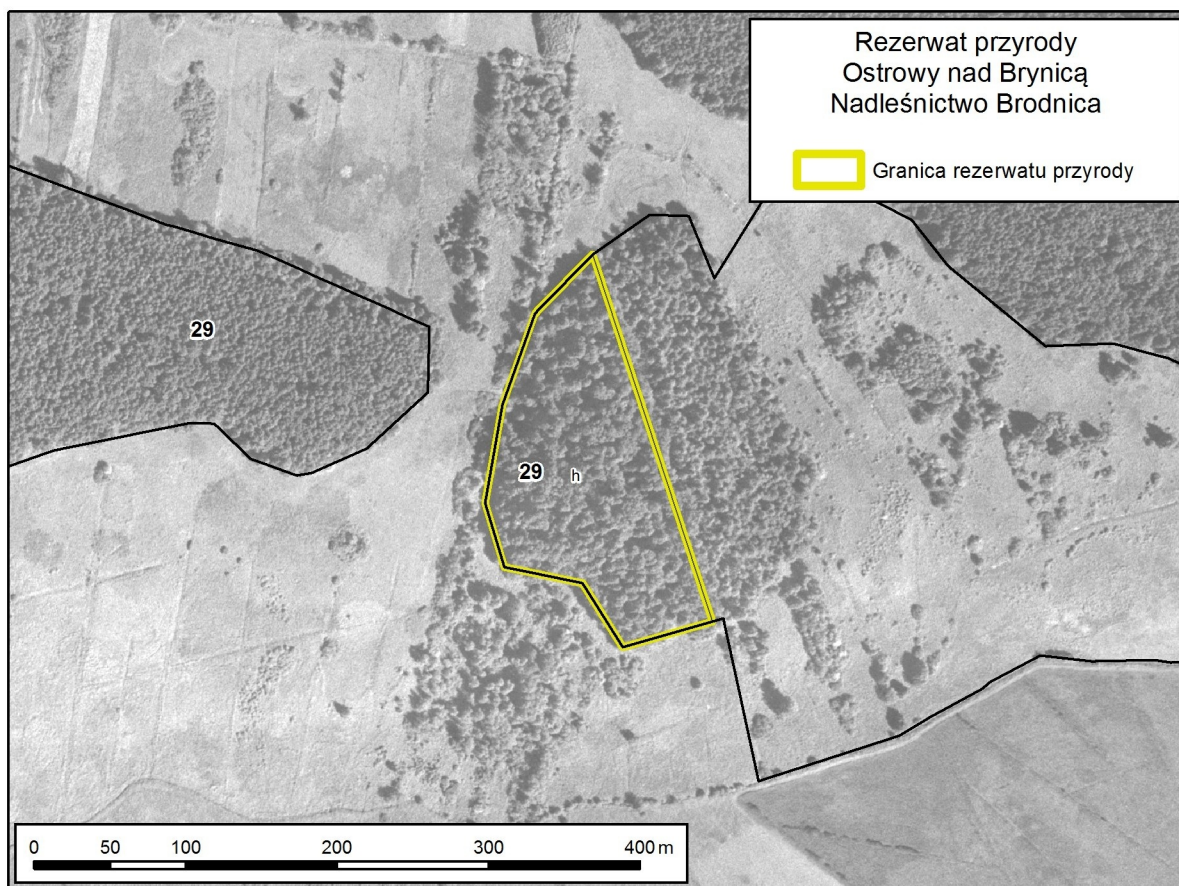 Rezerwat przyrody
Ostrowy nad Brynicą
Nadleśnictwo Brodnica
Granica rezerwatu przyrody
29
29 h
0 50 100 200 300 400 m